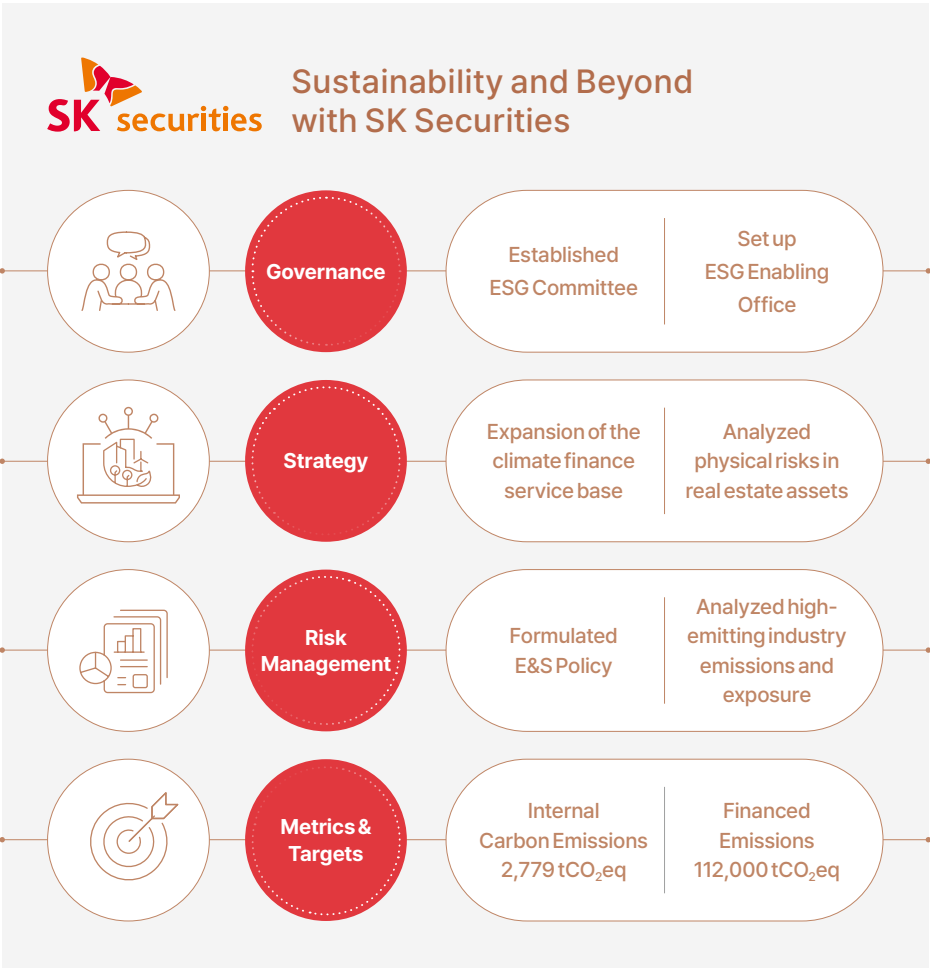 SK securities
Sustainability and Beyond
with SK Securities
Governance
Established
ESG Committee
Set up
ESG Enabling
Office
Strategy
Expansion of the
climate finance
service base
Analyzed
physical risks in
real estate assets
Risk
Management
Formulated
E&S Policy
Analyzed high-
emitting industry
emissions and
exposure
Metrics &
Targets
Internal
Carbon Emissions
2,779 tCO₂eq
Financed
Emissions
112,000 tCO₂eq